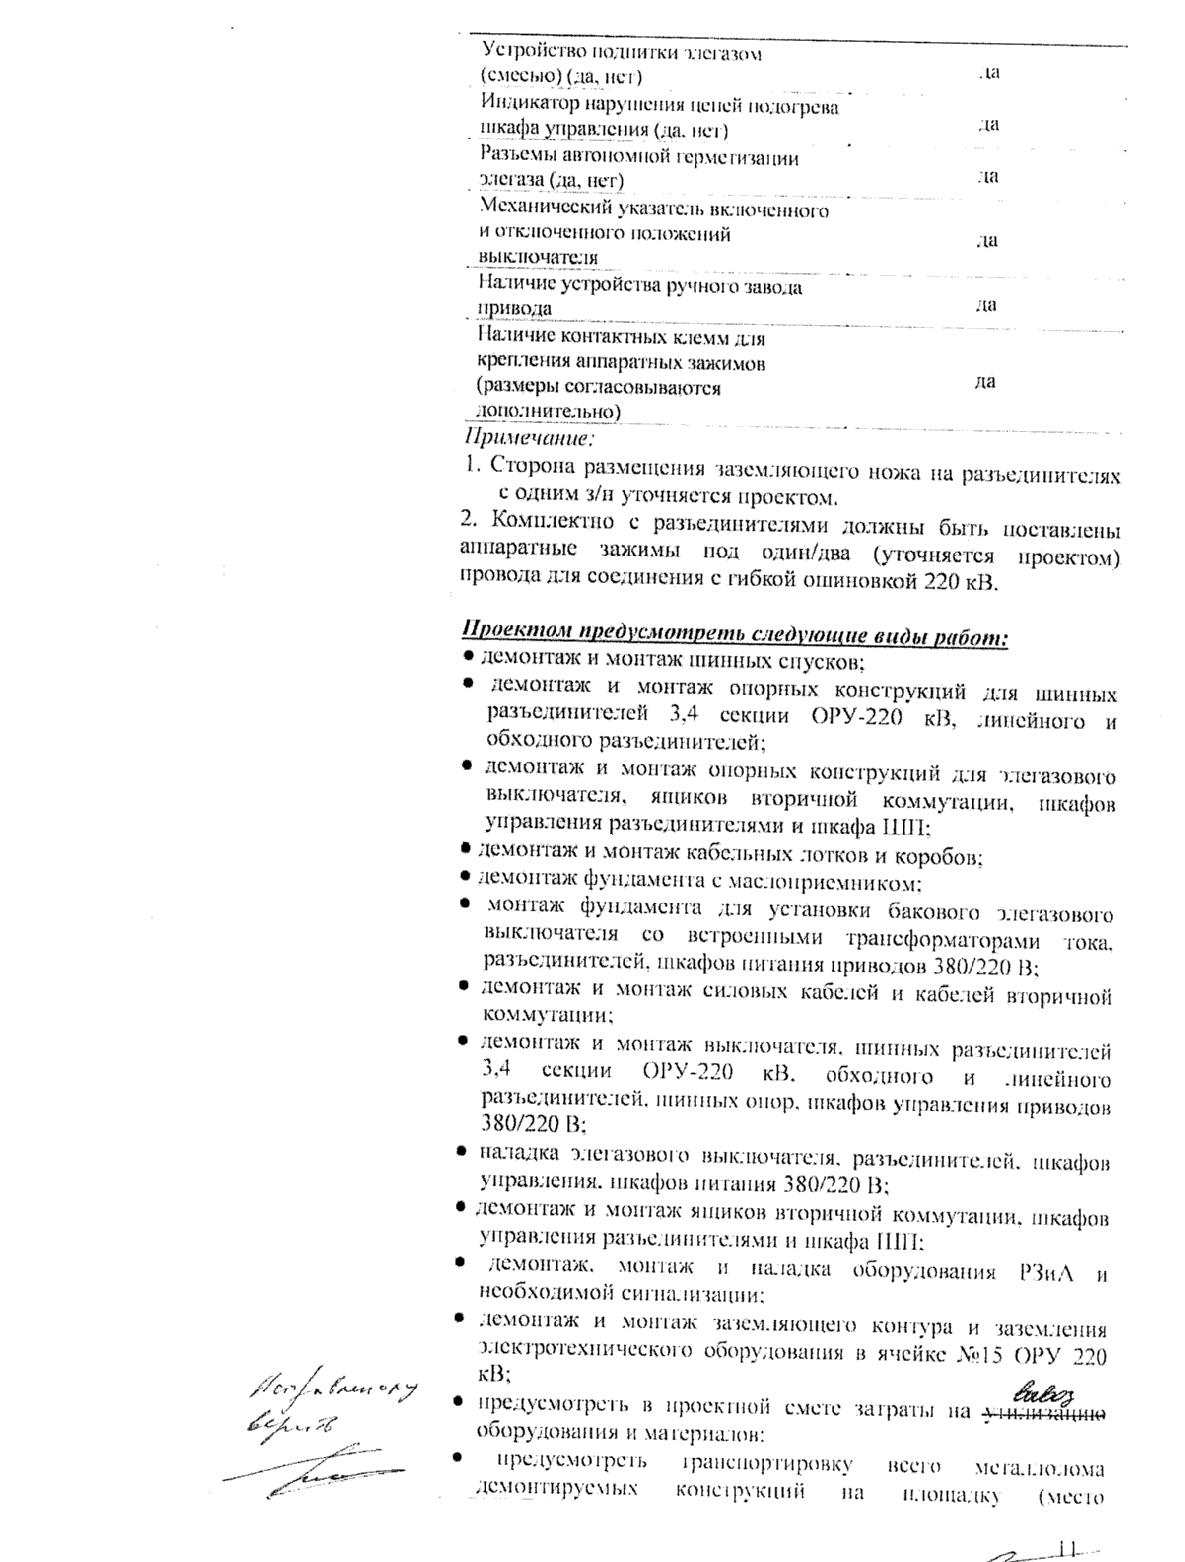 Устройство подпитки элегазом
(смесью) (да, нет)
да
Индикатор нарушения цепей подогрева
шкафа управления (да, нет)
да
Разъемы автономной герметизации
элегаза (да, нет)
да
Механический указатель включенного
и отключенного положений
выключателя
да
Наличие устройства ручного завода
привода
да
Наличие контактных клемм для
крепления аппаратных зажимов
(размеры согласовываются
дополнительно)
да
Примечание:
1. Сторона размещения заземляющего ножа на разъединителях
с одним з/н уточняется проектом.
2. Комплектно с разъединителями должны быть поставлены
аппаратные зажимы под один/два (уточняется проектом)
провода для соединения с гибкой ошиновкой 220 кВ.
Проектом предусмотреть следующие виды работ:
● демонтаж и монтаж шинных спусков;
● демонтаж и монтаж опорных конструкций для шинных
разъединителей 3,4 секции ОРУ-220 кВ, линейного и
обходного разъединителей;
● демонтаж и монтаж опорных конструкций для элегазового
выключателя, ящиков вторичной коммутации, шкафов
управления разъединителями и шкафа ШП;
● демонтаж и монтаж кабельных лотков и коробов;
● демонтаж фундамента с маслоприемником;
● монтаж фундамента для установки бакового элегазового
выключателя со встроенными трансформаторами тока,
разъединителей, шкафов питания приводов 380/220 В;
● демонтаж и монтаж силовых кабелей и кабелей вторичной
коммутации;
● демонтаж и монтаж выключателя, шинных разъединителей
3,4 секции ОРУ-220 кВ, обходного и линейного
разъединителей, шинных опор, шкафов управления приводов
380/220 В;
● наладка элегазового выключателя, разъединителей, шкафов
управления, шкафов питания 380/220 В;
● демонтаж и монтаж ящиков вторичной коммутации, шкафов
управления разъединителями и шкафа ШП;
● демонтаж, монтаж и наладка оборудования РЗиА и
необходимой сигнализации;
● демонтаж и монтаж заземляющего контура и заземления
электротехнического оборудования в ячейке №15 ОРУ 220
кВ;
вывоз
● предусмотреть в проектной смете затраты на утилизацию
оборудования и материалов;
Исправленному
верить
● предусмотреть транспортировку всего металлолома
демонтируемых конструкций на площадку (место
11